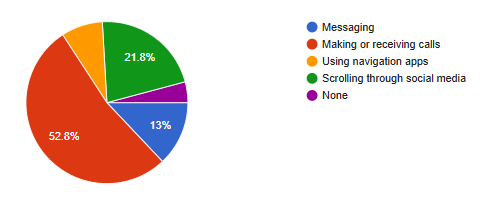 21.8%
13%
52.8%
Messaging
Making or receiving calls
Using navigation apps
Scrolling through social media
None